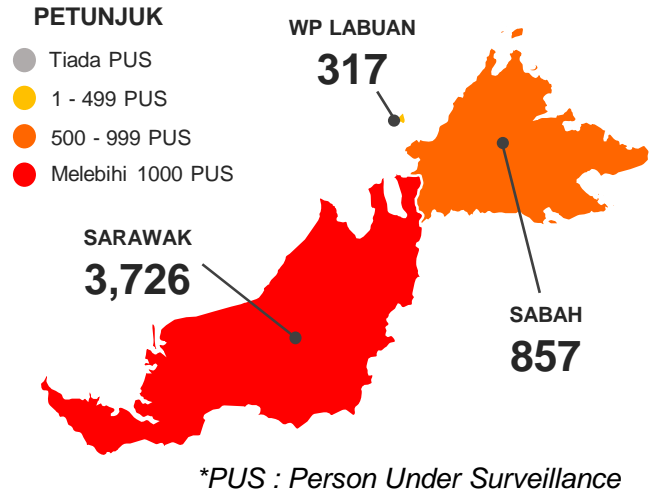 PETUNJUK
Tiada PUS
1 - 499 PUS
500 - 999 PUS
Melebihi 1000 PUS
WP LABUAN
317
SARAWAK
3,726
SABAH
857
*PUS : Person Under Surveillance